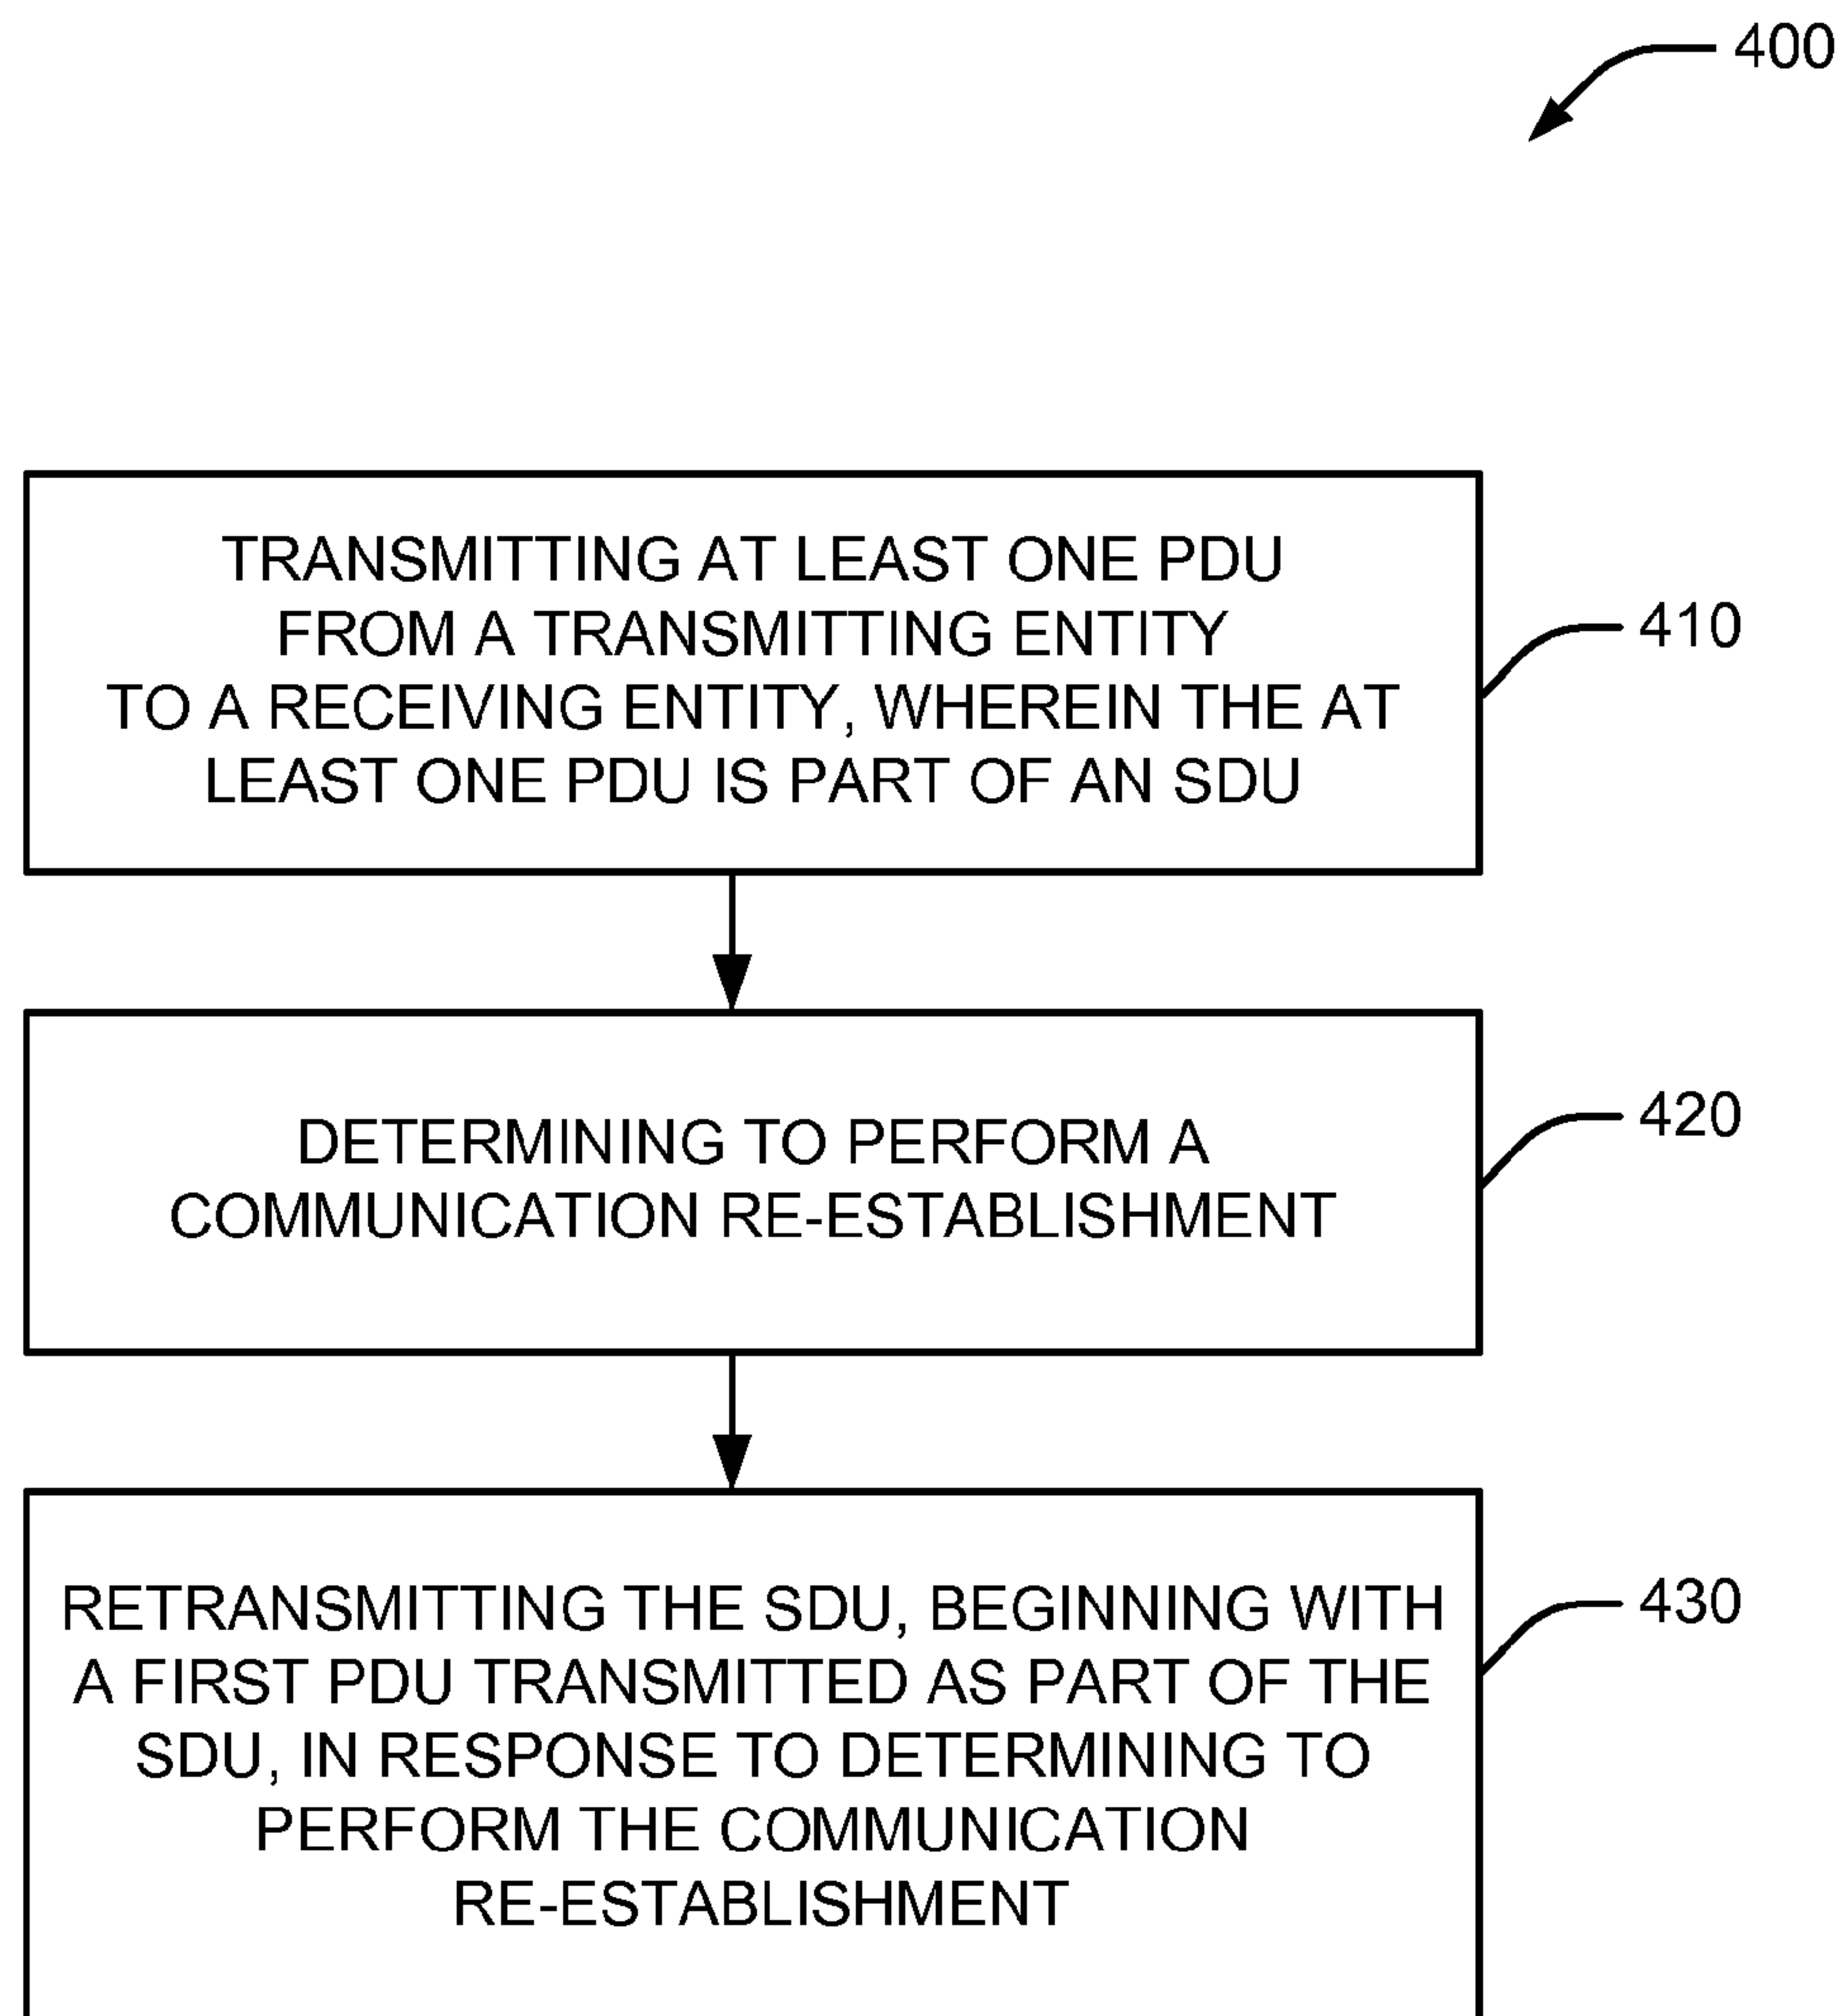 400
TRANSMITTING AT LEAST ONE PDU
FROM A TRANSMITTING ENTITY
TO A RECEIVING ENTITY, WHEREIN THE AT
LEAST ONE PDU IS PART OF AN SDU
410
DETERMINING TO PERFORM A
COMMUNICATION RE-ESTABLISHMENT
420
RETRANSMITTING THE SDU, BEGINNING WITH
A FIRST PDU TRANSMITTED AS PART OF THE
SDU, IN RESPONSE TO DETERMINING TO
PERFORM THE COMMUNICATION
RE-ESTABLISHMENT
430